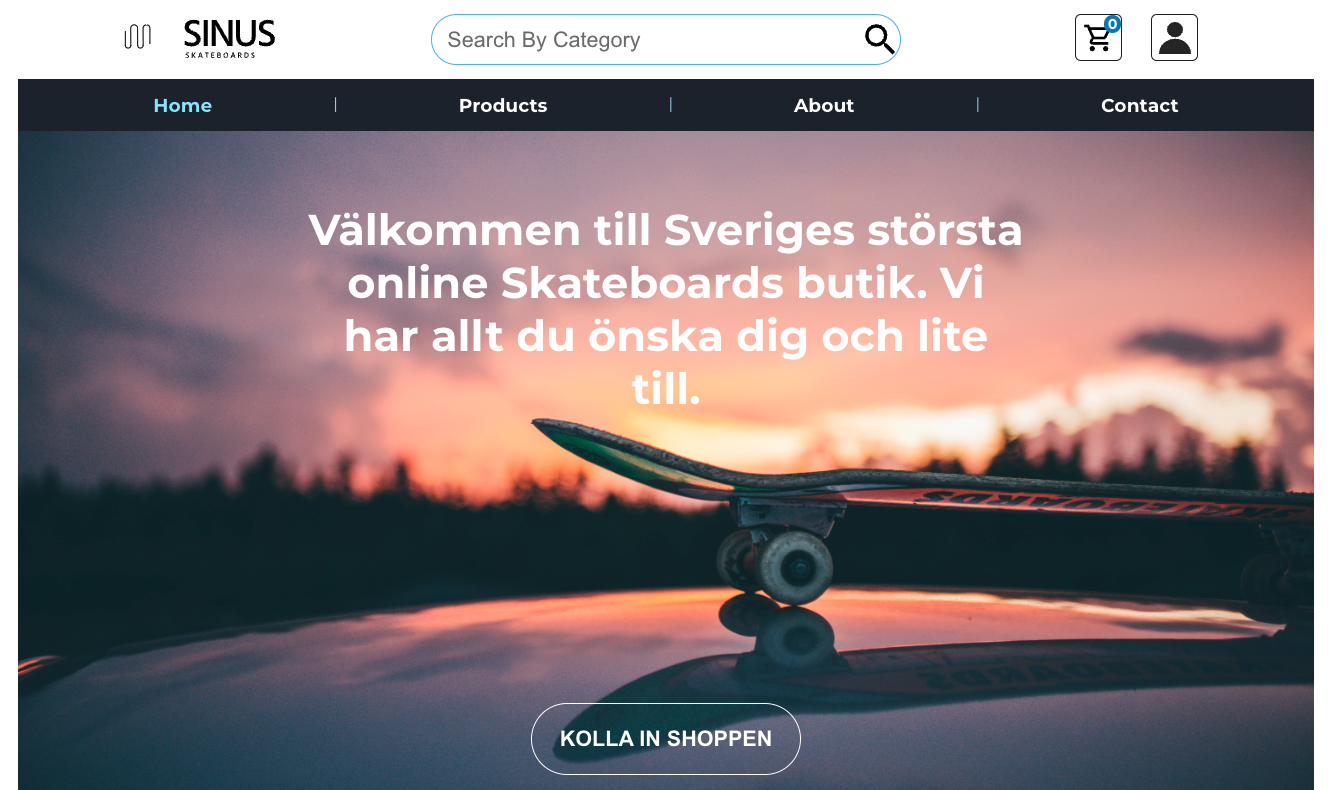 SINUS
SKATEBOARDS
Search By Category
0
Home | Products | About | Contact
Välkommen till Sveriges största
online Skateboards butik. Vi
har allt du önska dig och lite
till.
SKATEBOARDS
KOLLA IN SHOPPEN